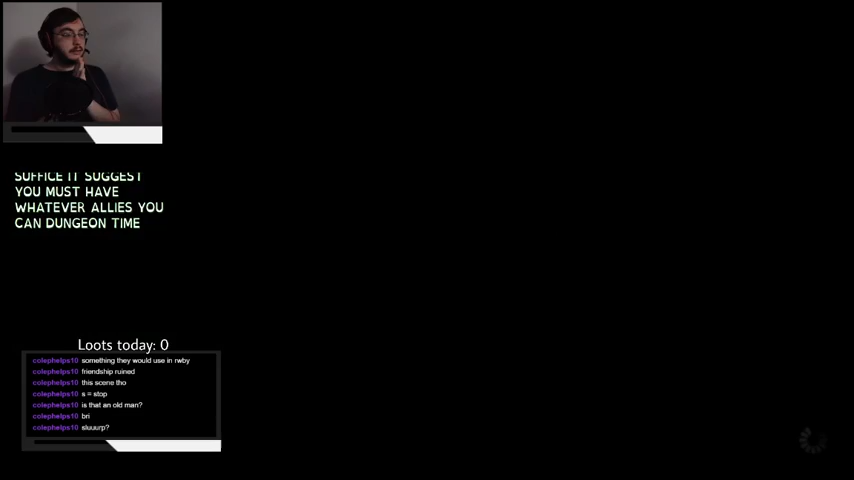 SUFFICE IT SUGGEST
YOU MUST HAVE
WHATEVER ALLIES YOU
CAN DUNGEON TIME
Loots today: 0
colephelps10 something they would use in rwby
colephelps10 friendship ruined
colephelps10 this scene tho
colephelps10 s = stop
colephelps10 is that an old man?
colephelps10 bri
colephelps10 sluuurp?